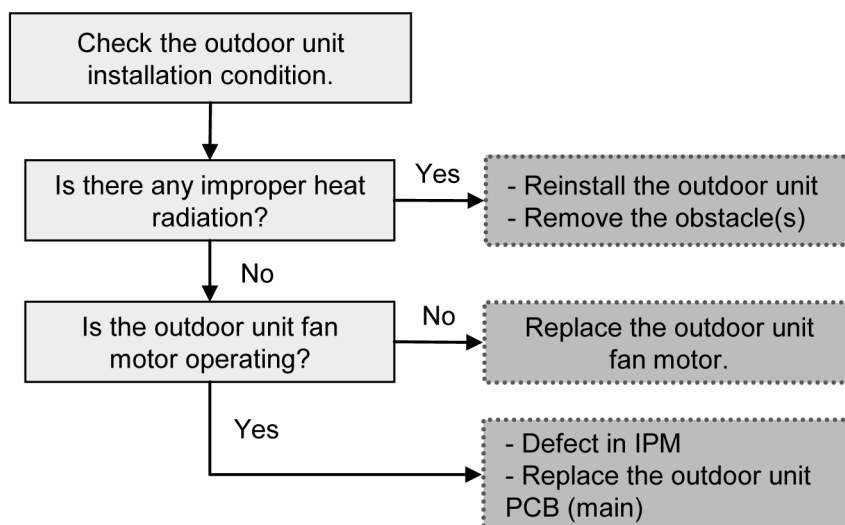 Check the outdoor unit
installation condition.
Is there any improper heat
radiation?
Yes
- Reinstall the outdoor unit
- Remove the obstacle(s)
No
Is the outdoor unit fan
motor operating?
No
Replace the outdoor unit
fan motor.
Yes
- Defect in IPM
- Replace the outdoor unit
PCB (main)